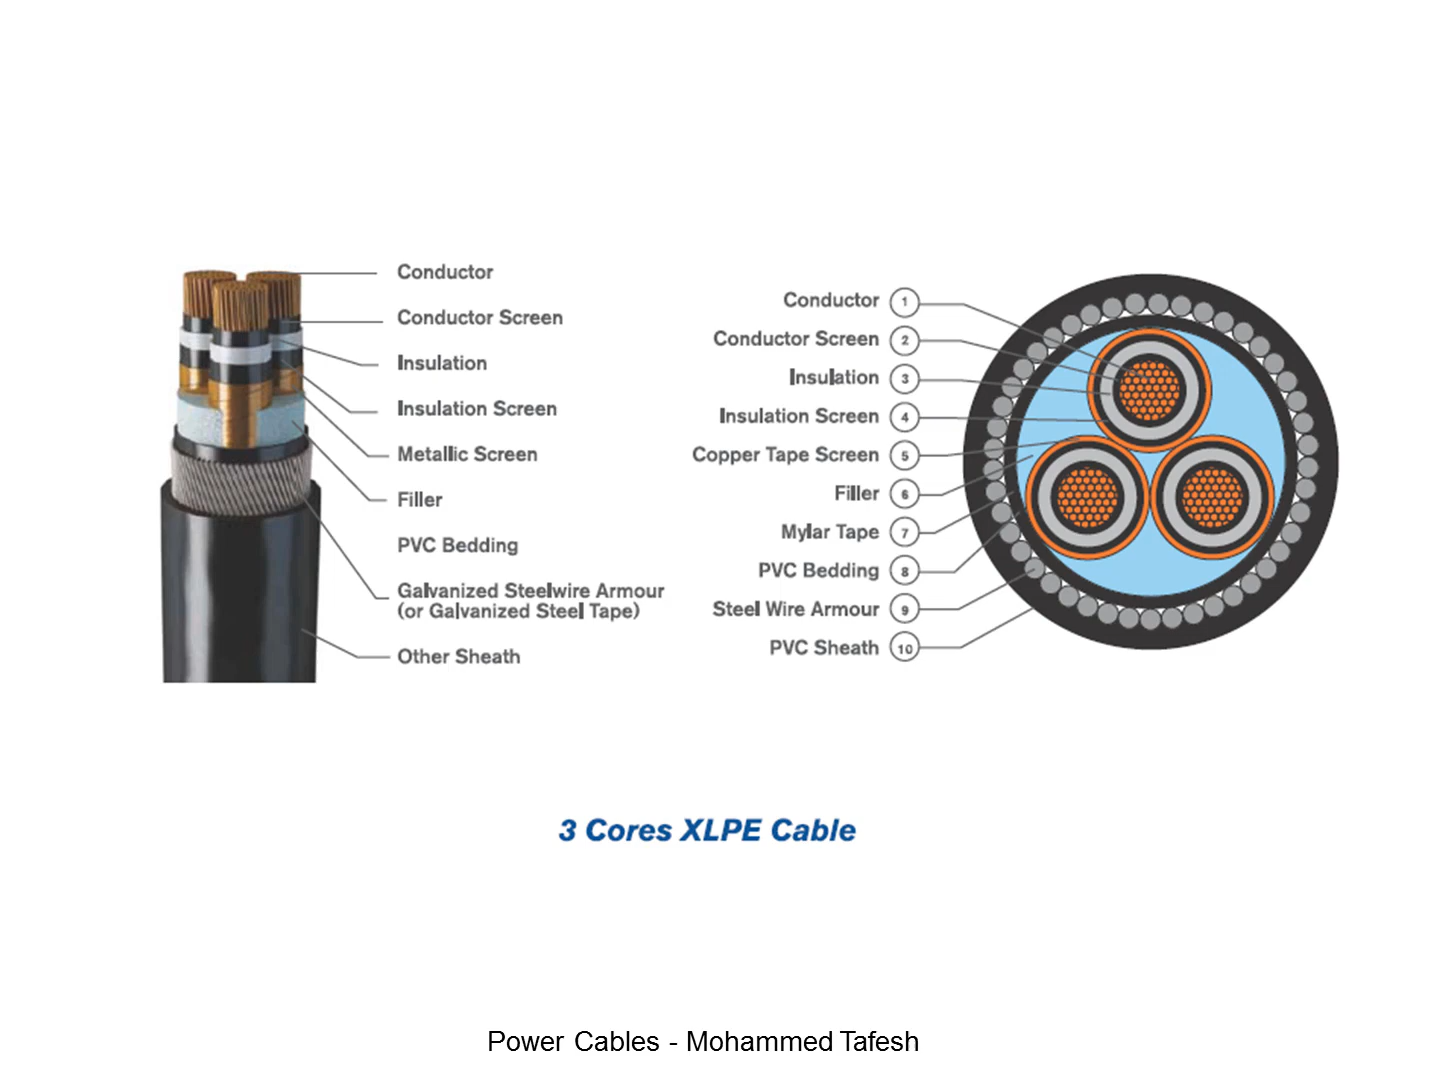 Conductor
Conductor Screen
Insulation
Insulation Screen
Metallic Screen
Filler
PVC Bedding
Galvanized Steelwire Armour
(or Galvanized Steel Tape)
Other Sheath
Conductor 1
Conductor Screen 2
Insulation 3
Insulation Screen 4
Copper Tape Screen 5
Filler 6
Mylar Tape 7
PVC Bedding 8
Steel Wire Armour 9
PVC Sheath 10
3 Cores XLPE Cable
Power Cables - Mohammed Tafesh